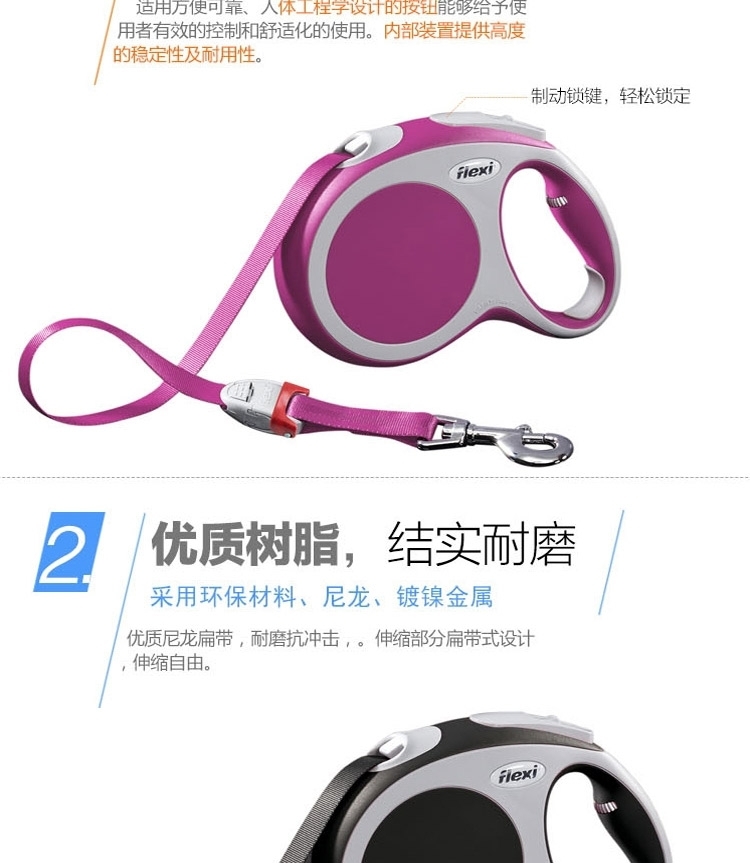 适用方便可靠、人体工程学设计的按钮能够给予使
用者有效的控制和舒适化的使用。内部装置提供高度
的稳定性及耐用性。
制动锁键，轻松锁定
flexi
2.
优质树脂，结实耐磨
采用环保材料、尼龙、镀镍金属
优质尼龙扁带，耐磨抗冲击，。伸缩部分扁带式设计
，伸缩自由。
flexi